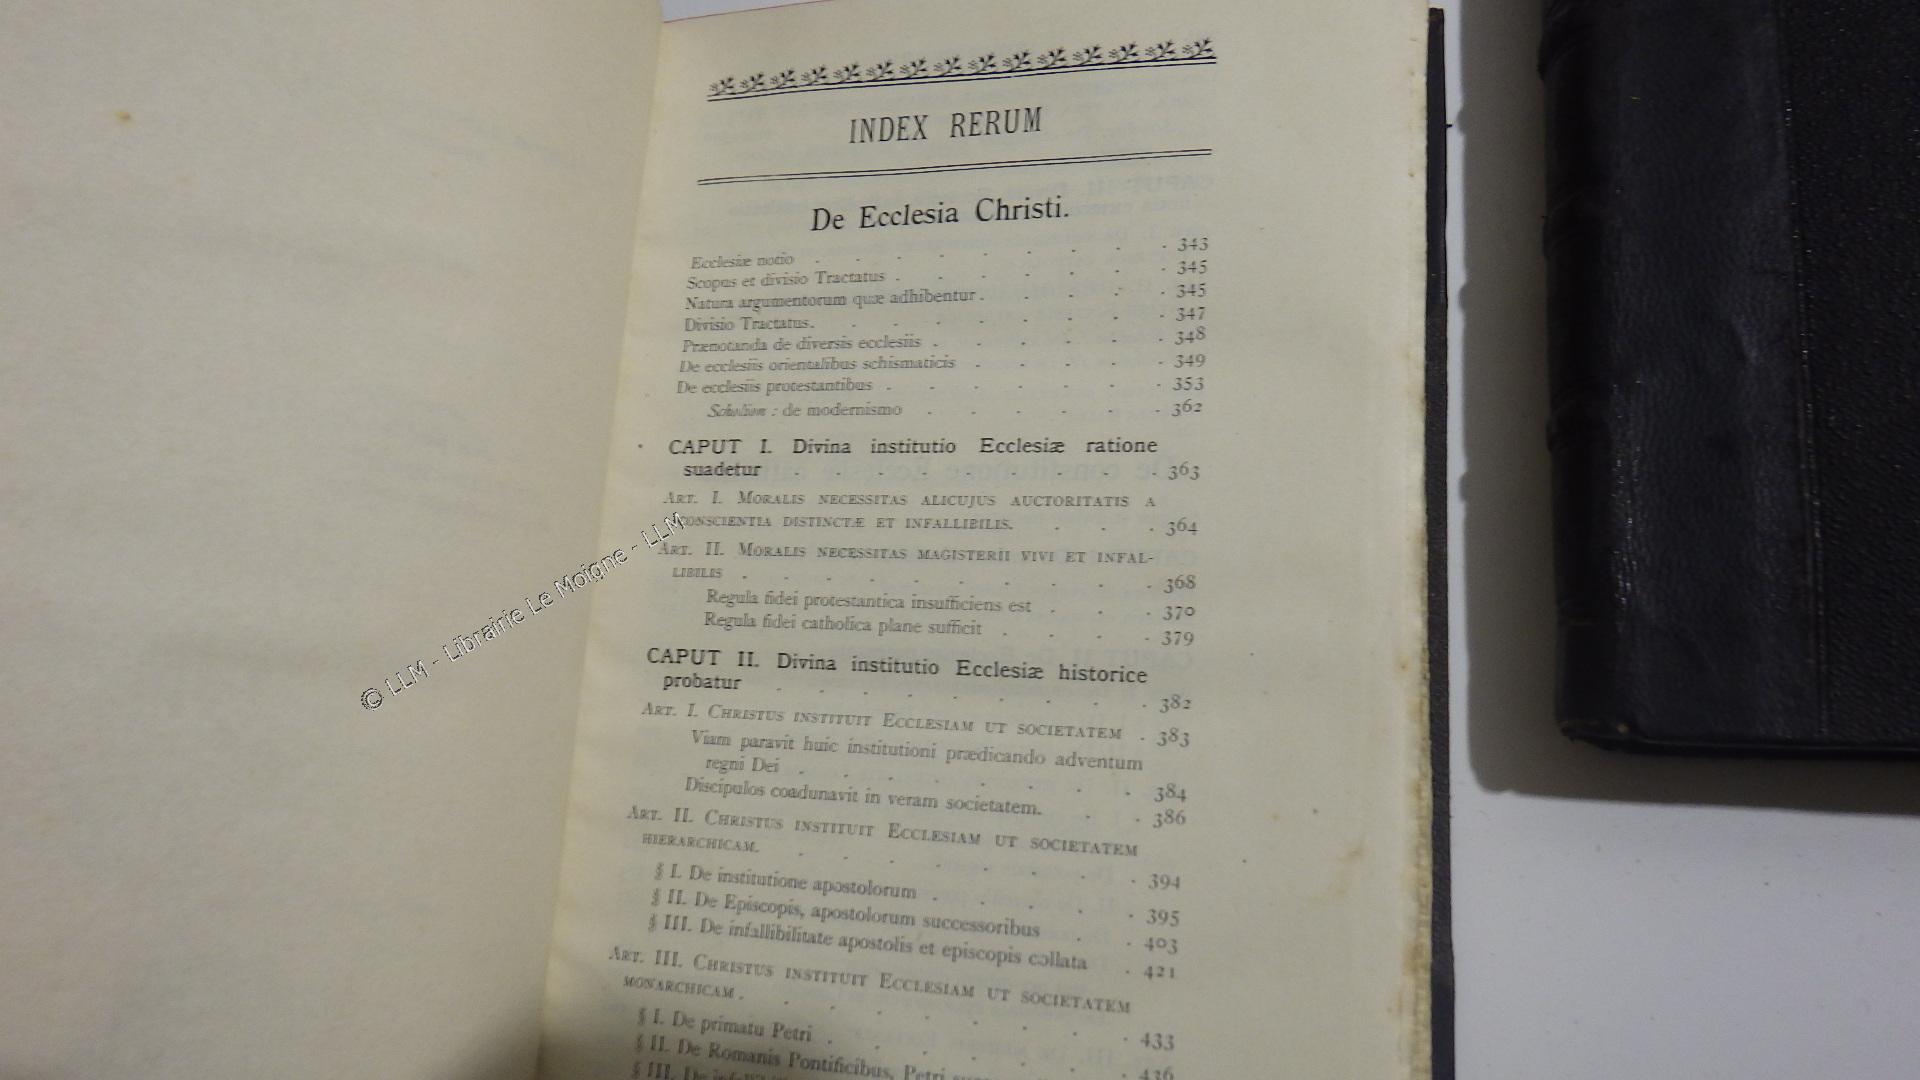 INDEX RERUM
De Ecclesia Christi.
Ecclesiæ notio . . . . . . . . . 343
Scopus et divisio Tractatus . . . . . . . 345
Natura argumentorum quæ adhibentur . . . . . 345
Divisio Tractatus. . . . . . . . . 347
Prænotanda de diversis ecclesiis . . . . . . 348
De ecclesiis orientalibus schismaticis . . . . . 349
De ecclesiis protestantibus . . . . . . . 353
Scholion : de modernismo . . . . . . 362
CAPUT I. Divina institutio Ecclesiæ ratione
suadetur . . . . . . . . . 363
ART. I. MORALIS NECESSITAS ALICUJUS AUCTORITATIS A
CONSCIENTIA DISTINCTÆ ET INFALLIBILIS. . . . . 364
ART. II. MORALIS NECESSITAS MAGISTERII VIVI ET INFAL-
LIBILIS . . . . . . . . . . 368
Regula fidei protestantica insufficiens est . . . . 370
Regula fidei catholica plane sufficit . . . . 379
CAPUT II. Divina institutio Ecclesiæ historice
probatur . . . . . . . . . 382
ART. I. CHRISTUS INSTITUIT ECCLESIAM UT SOCIETATEM . 383
Viam paravit huic institutioni prædicando adventum
regni Dei . . . . . . . . 384
Discipulos coadunavit in veram societatem. . . 386
ART. II. CHRISTUS INSTITUIT ECCLESIAM UT SOCIETATEM
HIERARCHICAM. . . . . . . . . 394
§ I. De institutione apostolorum . . . . . 395
§ II. De Episcopis, apostolorum successoribus . . 403
§ III. De infallibilitate apostolis et episcopis collata . 421
ART. III. CHRISTUS INSTITUIT ECCLESIAM UT SOCIETATEM
MONARCHICAM . . . . . . . . . 433
§ I. De primatu Petri . . . . . . . 436
§ II. De Romanis Pontificibus, Petri
§ III. De
© LLM - Librairie Le Moigne - LLM